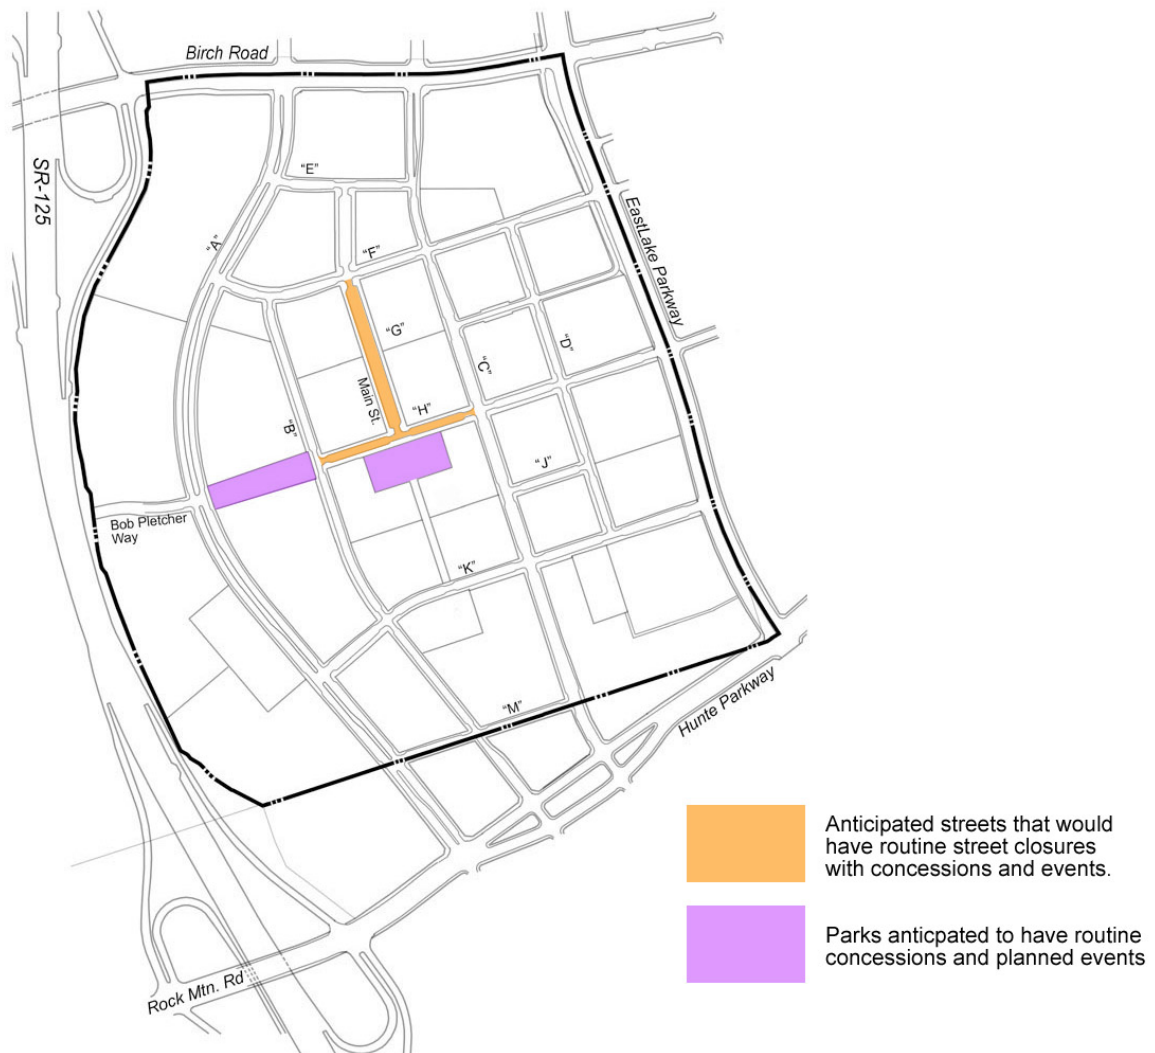 Birch Road
SR-125
"E"
"A"
"F"
EastLake Parkway
"G"
"D"
"C"
Main St.
"H"
"B"
"J"
Bob Pletcher
Way
"K"
"M"
Hunte Parkway
Rock Mtn. Rd
Anticipated streets that would
have routine street closures
with concessions and events.
Parks anticpated to have routine
concessions and planned events